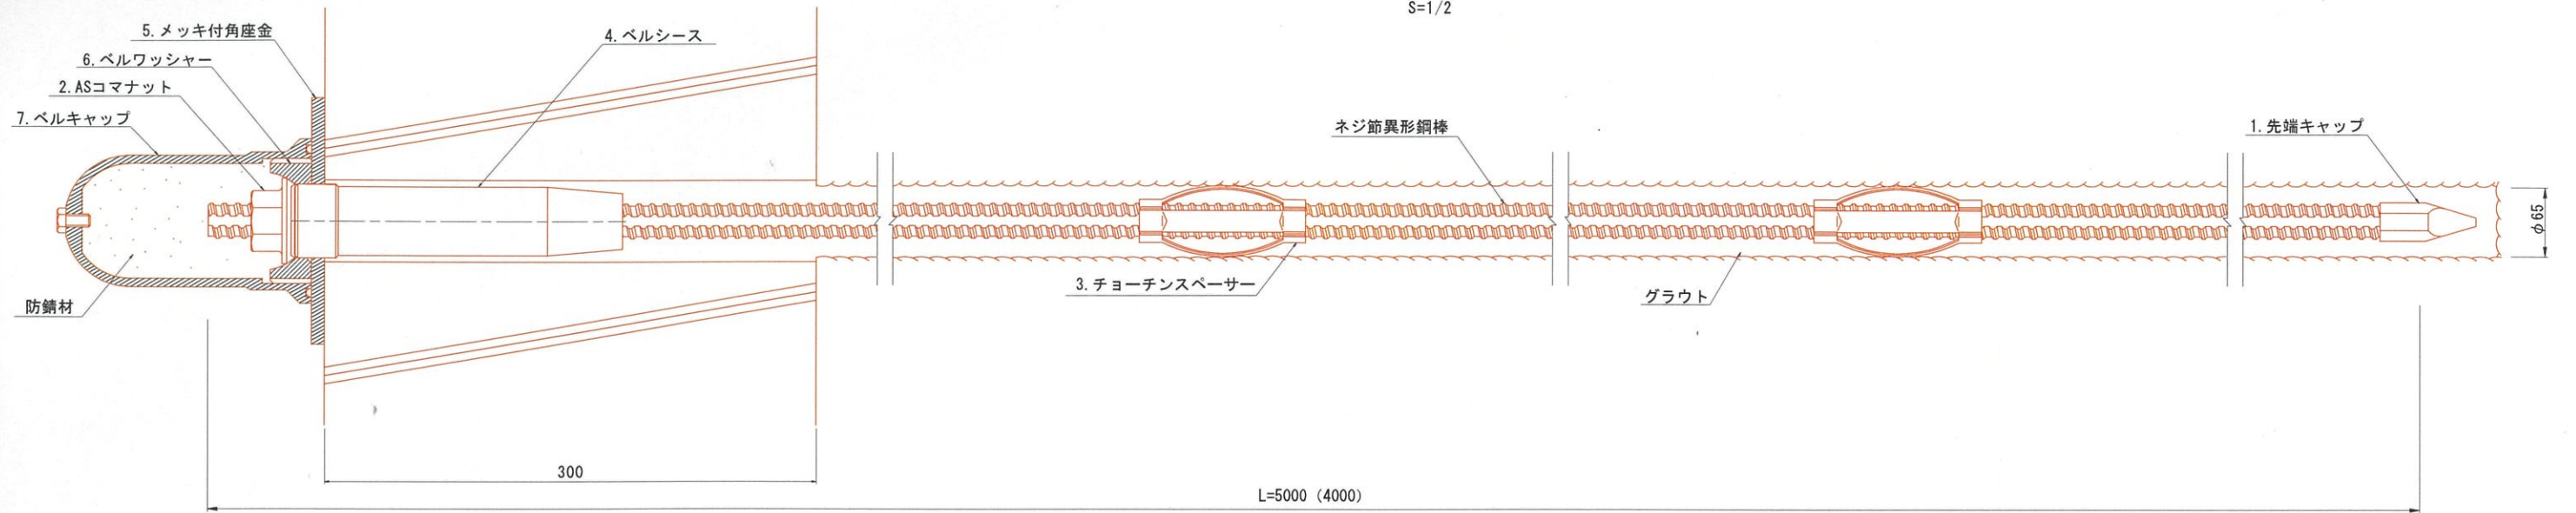 S=1/2
5.メッキ付角座金
4.ベルシース
6.ベルワッシャー
2.ASコマナット
7.ベルキャップ
ネジ節異形鋼棒
1.先端キャップ
φ65
3.チョーチンスペーサー
グラウト
防錆材
300
L=5000 (4000)